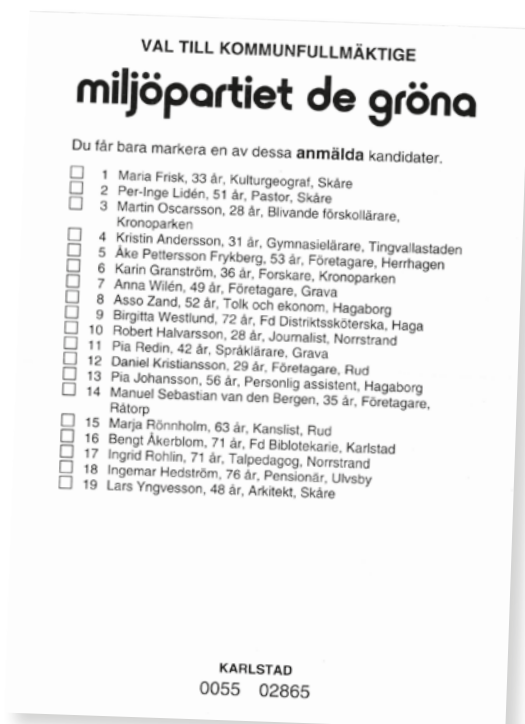 VAL TILL KOMMUNFULLMÄKTIGE
miljöpartiet de gröna
Du får bara markera en av dessa anmälda kandidater.
1 Maria Frisk, 33 år, Kulturgeograf, Skåre
2 Per-Inge Lidén, 51 år, Pastor, Skåre
3 Martin Oscarsson, 28 år, Blivande förskollärare,
Kronoparken
4 Kristin Andersson, 31 år, Gymnasielärare, Tingvallastaden
5 Åke Pettersson Frykberg, 53 år, Företagare, Herrhagen
6 Karin Granström, 36 år, Forskare, Kronoparken
7 Anna Wilén, 49 år, Företagare, Grava
8 Asso Zand, 52 år, Tolk och ekonom, Hagaborg
9 Birgitta Westlund, 72 år, Fd Distriktssköterska, Haga
10 Robert Halvarsson, 28 år, Journalist, Norrstrand
11 Pia Redin, 42 år, Språklärare, Grava
12 Daniel Kristiansson, 29 år, Företagare, Rud
13 Pia Johansson, 56 år, Personlig assistent, Hagaborg
14 Manuel Sebastian van den Bergen, 35 år, Företagare,
Råtorp
15 Marja Rönnholm, 63 år, Kanslist, Rud
16 Bengt Åkerblom, 71 år, Fd Biblotekarie, Karlstad
17 Ingrid Rohlin, 71 år, Talpedagog, Norrstrand
18 Ingemar Hedström, 76 år, Pensionär, Ulvsby
19 Lars Yngvesson, 48 år, Arkitekt, Skåre
KARLSTAD
0055 02865